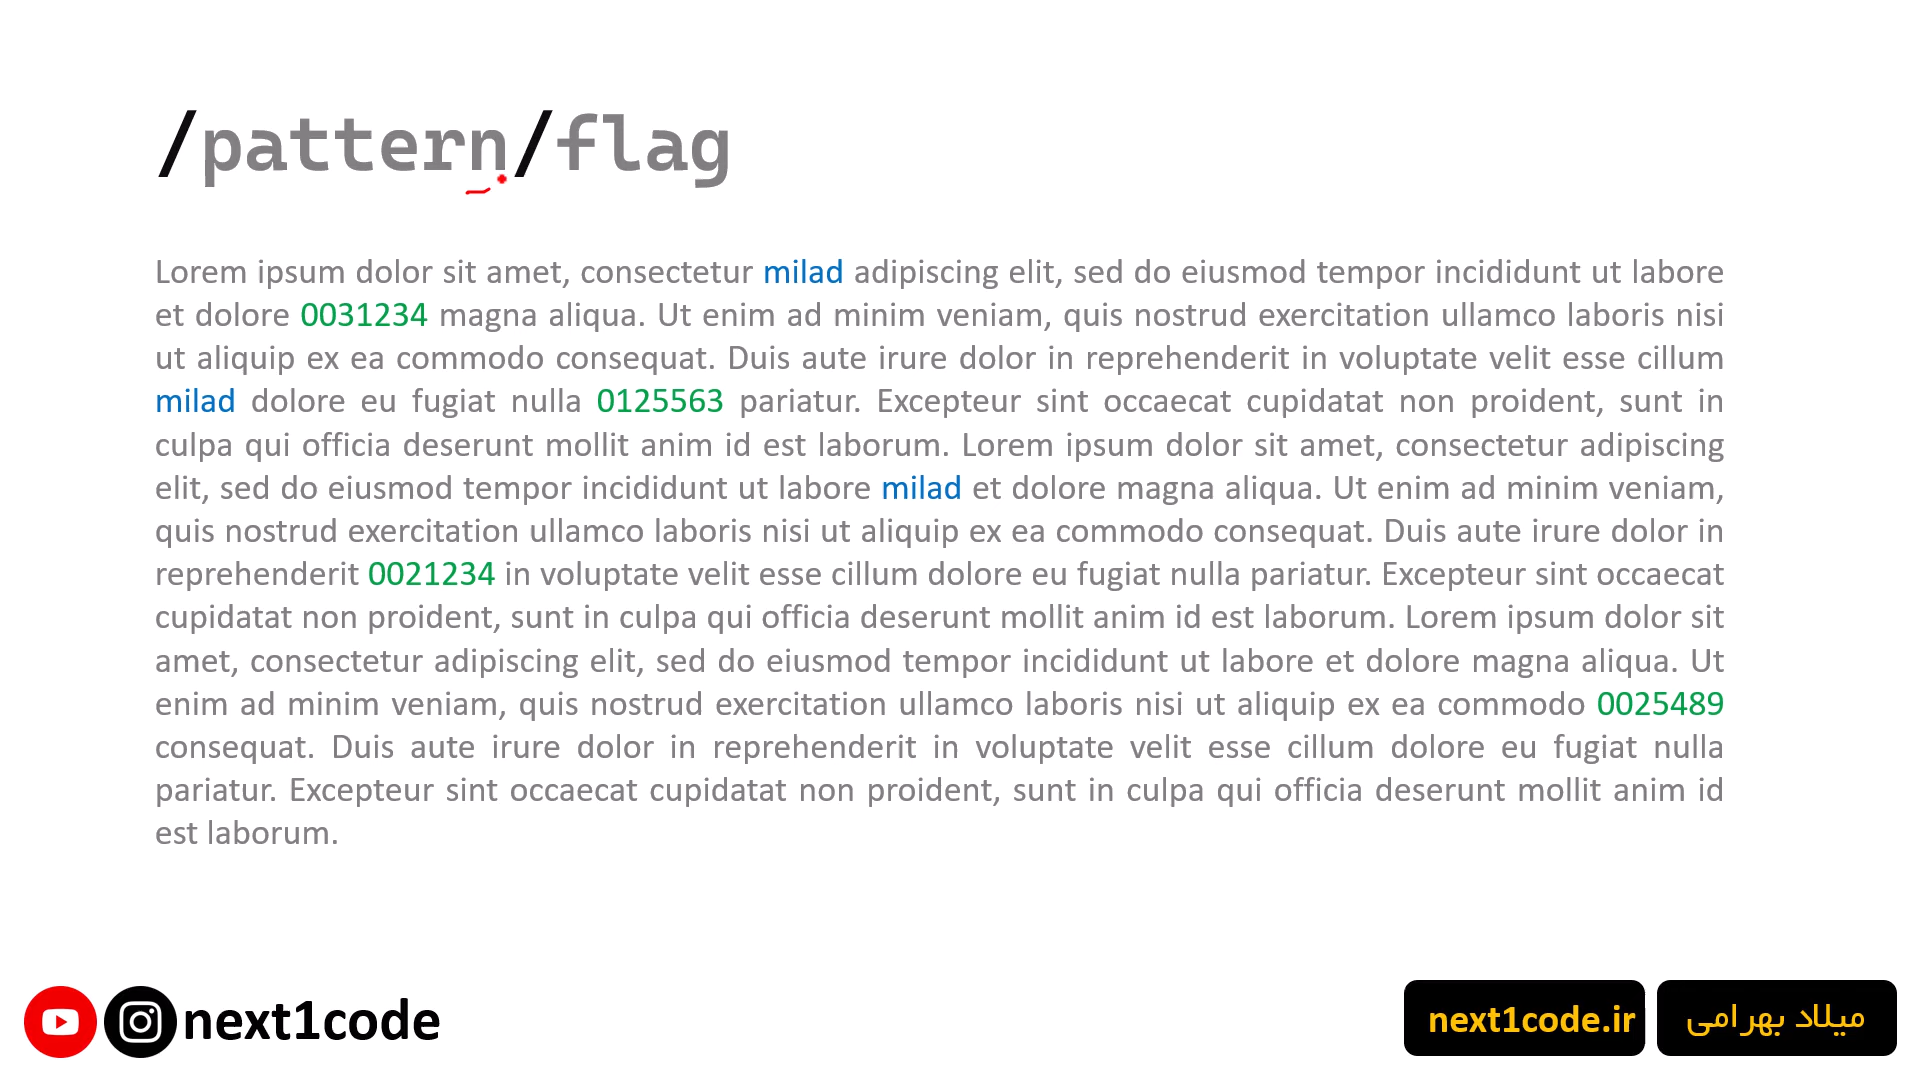 /pattern/flag
Lorem ipsum dolor sit amet, consectetur milad adipiscing elit, sed do eiusmod tempor incididunt ut labore
et dolore 0031234 magna aliqua. Ut enim ad minim veniam, quis nostrud exercitation ullamco laboris nisi
ut aliquip ex ea commodo consequat. Duis aute irure dolor in reprehenderit in voluptate velit esse cillum
milad dolore eu fugiat nulla 0125563 pariatur. Excepteur sint occaecat cupidatat non proident, sunt in
culpa qui officia deserunt mollit anim id est laborum. Lorem ipsum dolor sit amet, consectetur adipiscing
elit, sed do eiusmod tempor incididunt ut labore milad et dolore magna aliqua. Ut enim ad minim veniam,
quis nostrud exercitation ullamco laboris nisi ut aliquip ex ea commodo consequat. Duis aute irure dolor in
reprehenderit 0021234 in voluptate velit esse cillum dolore eu fugiat nulla pariatur. Excepteur sint occaecat
cupidatat non proident, sunt in culpa qui officia deserunt mollit anim id est laborum. Lorem ipsum dolor sit
amet, consectetur adipiscing elit, sed do eiusmod tempor incididunt ut labore et dolore magna aliqua. Ut
enim ad minim veniam, quis nostrud exercitation ullamco laboris nisi ut aliquip ex ea commodo 0025489
consequat. Duis aute irure dolor in reprehenderit in voluptate velit esse cillum dolore eu fugiat nulla
pariatur. Excepteur sint occaecat cupidatat non proident, sunt in culpa qui officia deserunt mollit anim id
est laborum.
next1code
next1code.ir
میلاد بهرامی